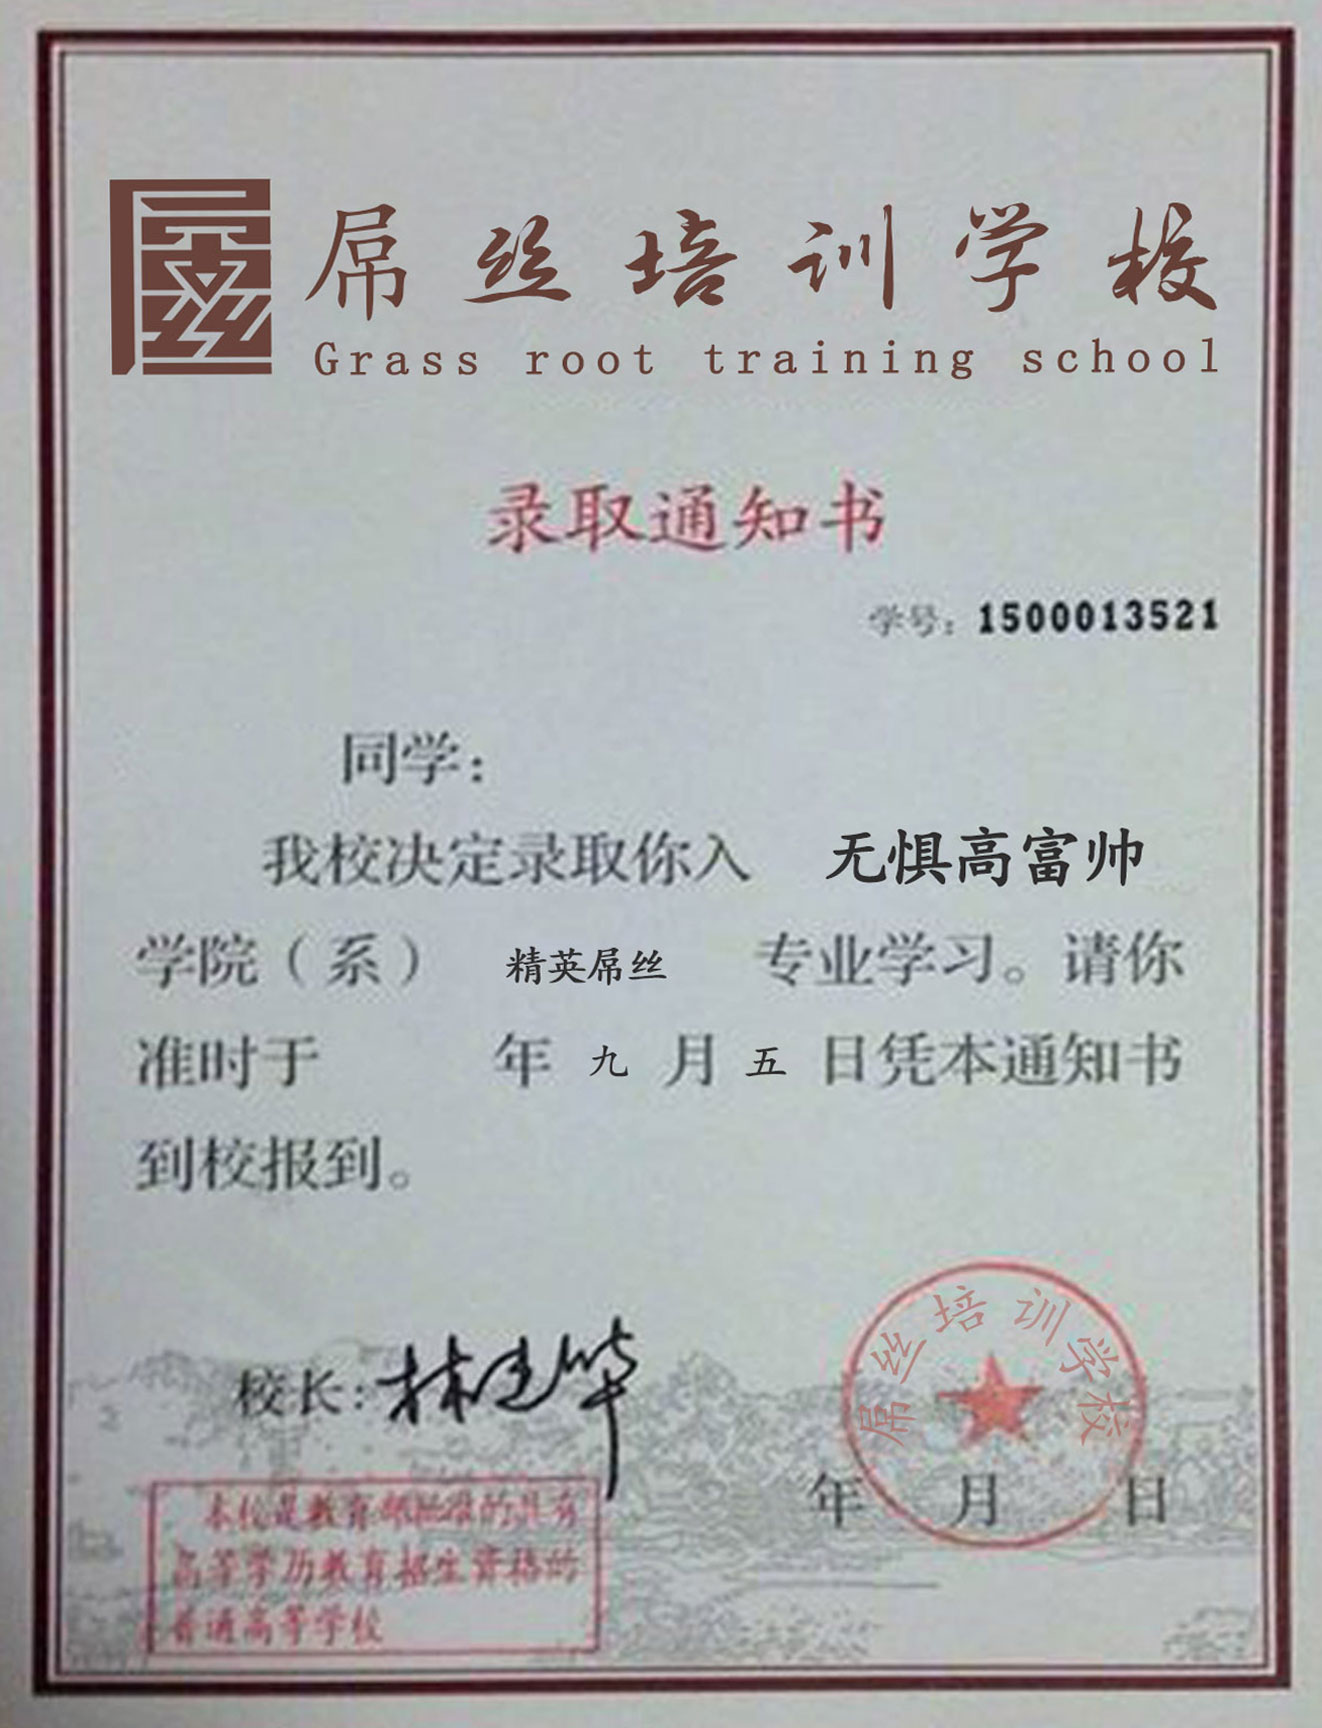 屌丝培训学校
Grass root training school
录取通知书
学号：1500013521
同学：
我校决定录取你入 无惧高富帅
学院（系） 精英屌丝 专业学习。请你
准时于 年 九 月 五 日凭本通知书
到校报到。
校长：林建华
屌丝培训学校
年 月 日
本校是教育部批准的具有
高等学历教育招生资格的
普通高等学校